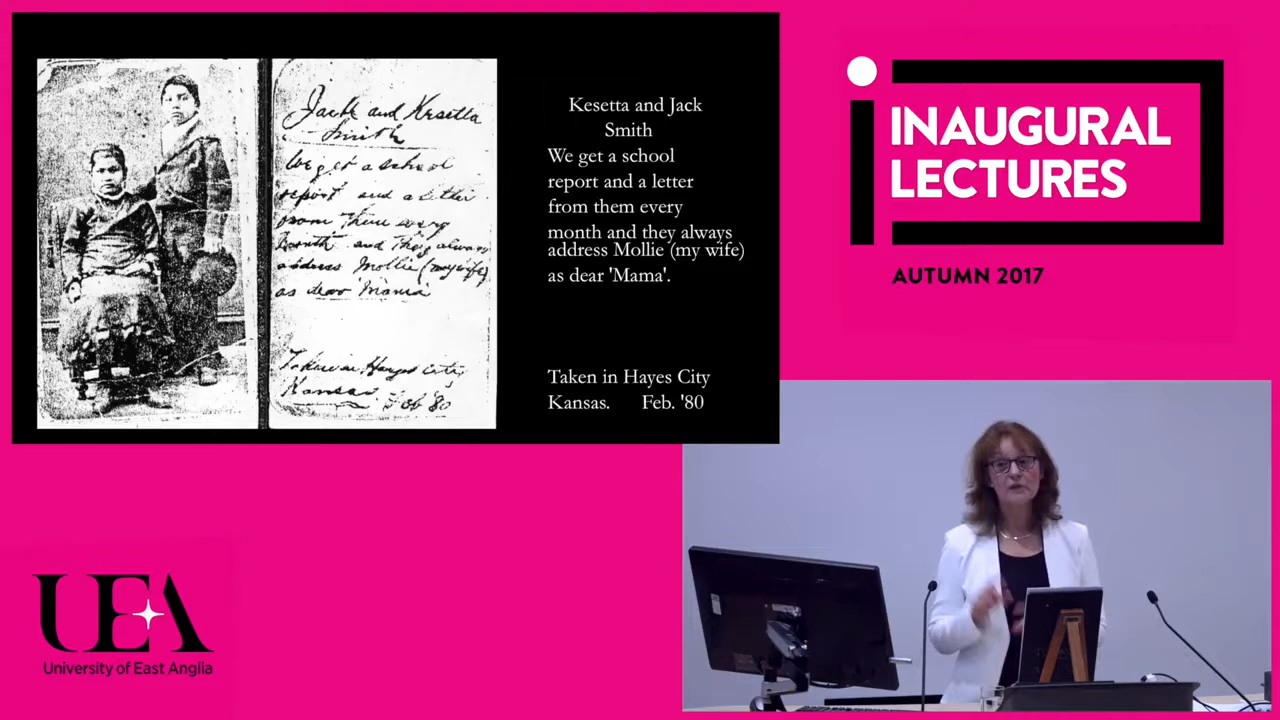 Jack and Kesetta
Smith
We get a school
report and a letter
from them every
month and they always
address Mollie (my wife)
as dear 'Mama'
Taken in Hayes City
Kansas. Feb '80
Kesetta and Jack
Smith
We get a school
report and a letter
from them every
month and they always
address Mollie (my wife)
as dear 'Mama'.
Taken in Hayes City
Kansas. Feb. '80
INAUGURAL
LECTURES
AUTUMN 2017
UEA
University of East Anglia